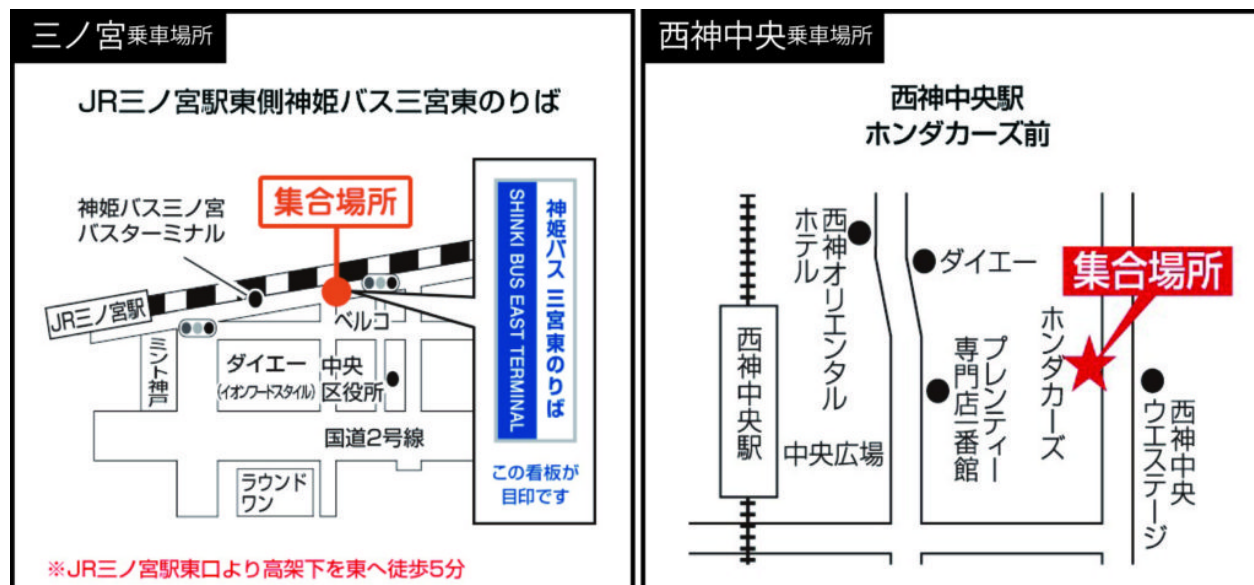 三ノ宮乗車場所
JR三ノ宮駅東側神姫バス三宮東のりば
神姫バス三ノ宮
バスターミナル
集合場所
JR三ノ宮駅
ミント神戸
ベルコ
ダイエー
(イオンフードスタイル)
中央
区役所
国道2号線
ラウンド
ワン
神姫バス 三宮東のりば
SHINKI BUS EAST TERMINAL
この看板が
目印です
※JR三ノ宮駅東口より高架下を東へ徒歩5分
西神中央乗車場所
西神中央駅
ホンダカーズ前
西神中央駅
西神オリエンタル
ホテル
中央広場
ダイエー
プレンティー
専門店一番館
ホンダカーズ
集合場所
西神中央
ウエステージ